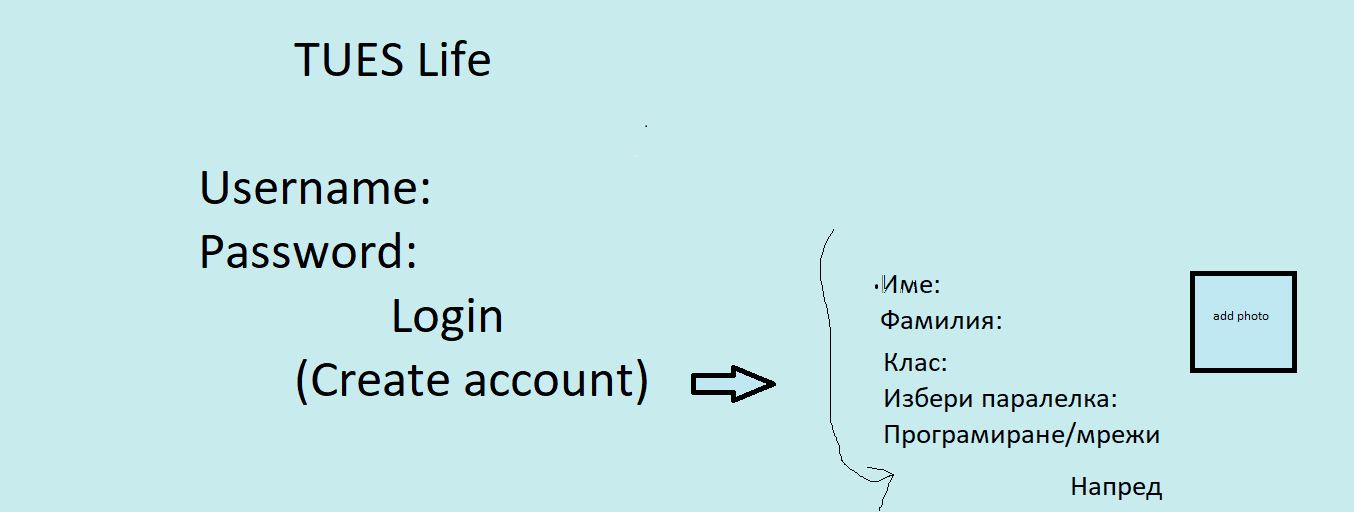 TUES Life
Username:
Password:
Login
(Create account)
Име:
Фамилия:
add photo
Клас:
Избери паралелка:
Програмиране/мрежи
Напред